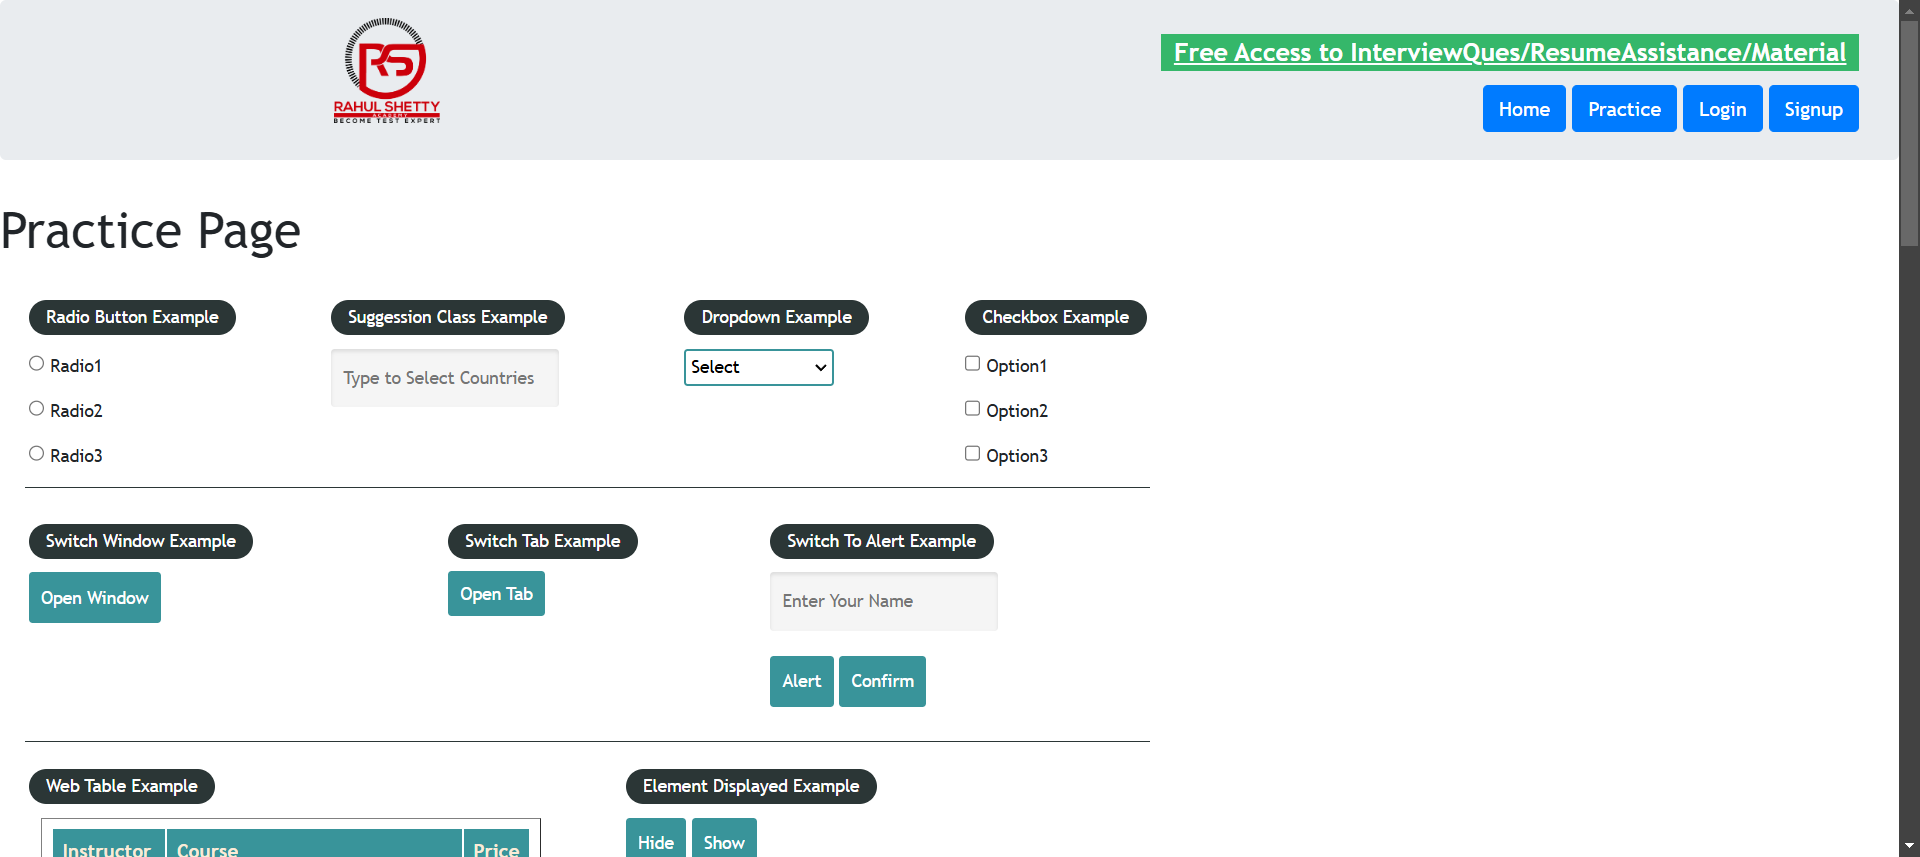 RAHUL SHETTY
ACADEMY
BECOME TEST EXPERT
Free Access to InterviewQues/ResumeAssistance/Material
Home Practice Login Signup
Practice Page
Radio Button Example
Radio1
Radio2
Radio3
Suggession Class Example
Type to Select Countries
Dropdown Example
Select
Checkbox Example
Option1
Option2
Option3
Switch Window Example
Open Window
Switch Tab Example
Open Tab
Switch To Alert Example
Enter Your Name
Alert Confirm
Web Table Example
Instructor Course Price
Element Displayed Example
Hide Show